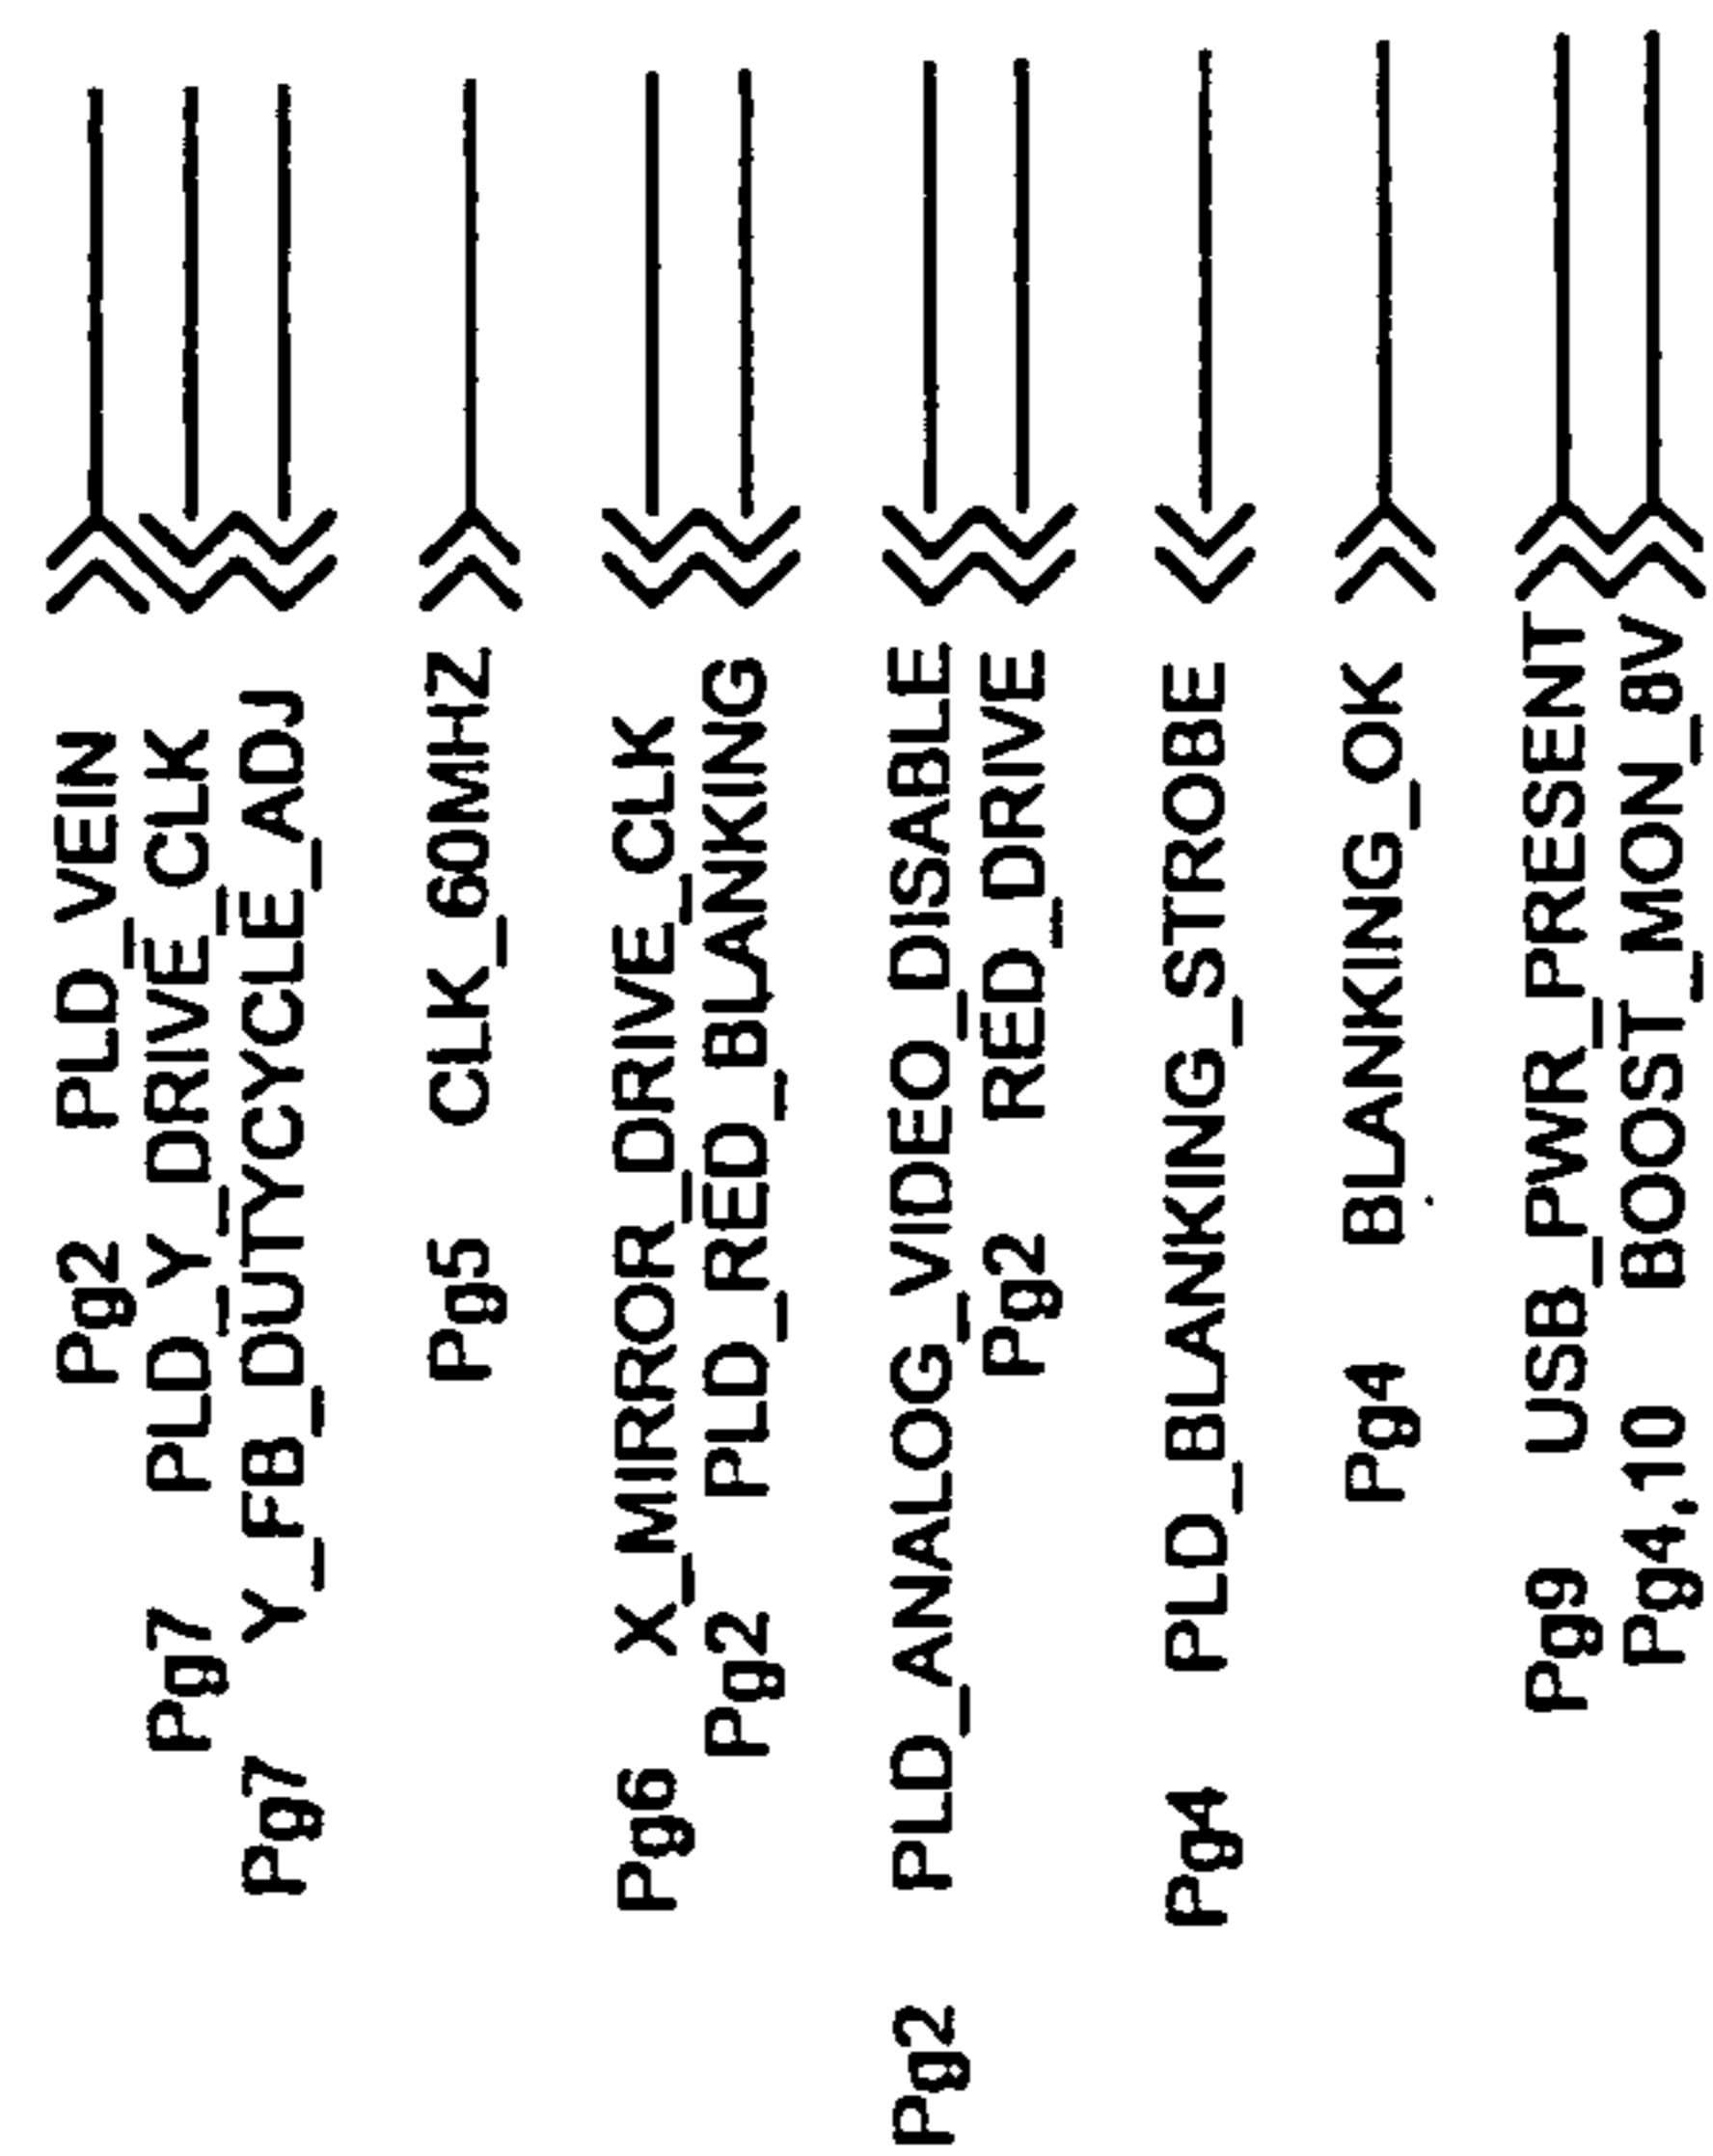 Pg2 PLD_VEIN
Pg7 PLD_Y_DRIVE_CLK
Pg7 Y_FB_DUTYCYCLE_ADJ
Pg5 CLK_60MHZ
Pg6 X_MIRROR_DRIVE_CLK
Pg2 PLD_RED_BLANKING
Pg2 PLD_ANALOG_VIDEO_DISABLE
Pg2 RED_DRIVE
Pg4 PLD_BLANKING_STROBE
Pg4 BLANKING_OK
Pg9 USB_PWR_PRESENT
Pg4,10 BOOST_MON_8V